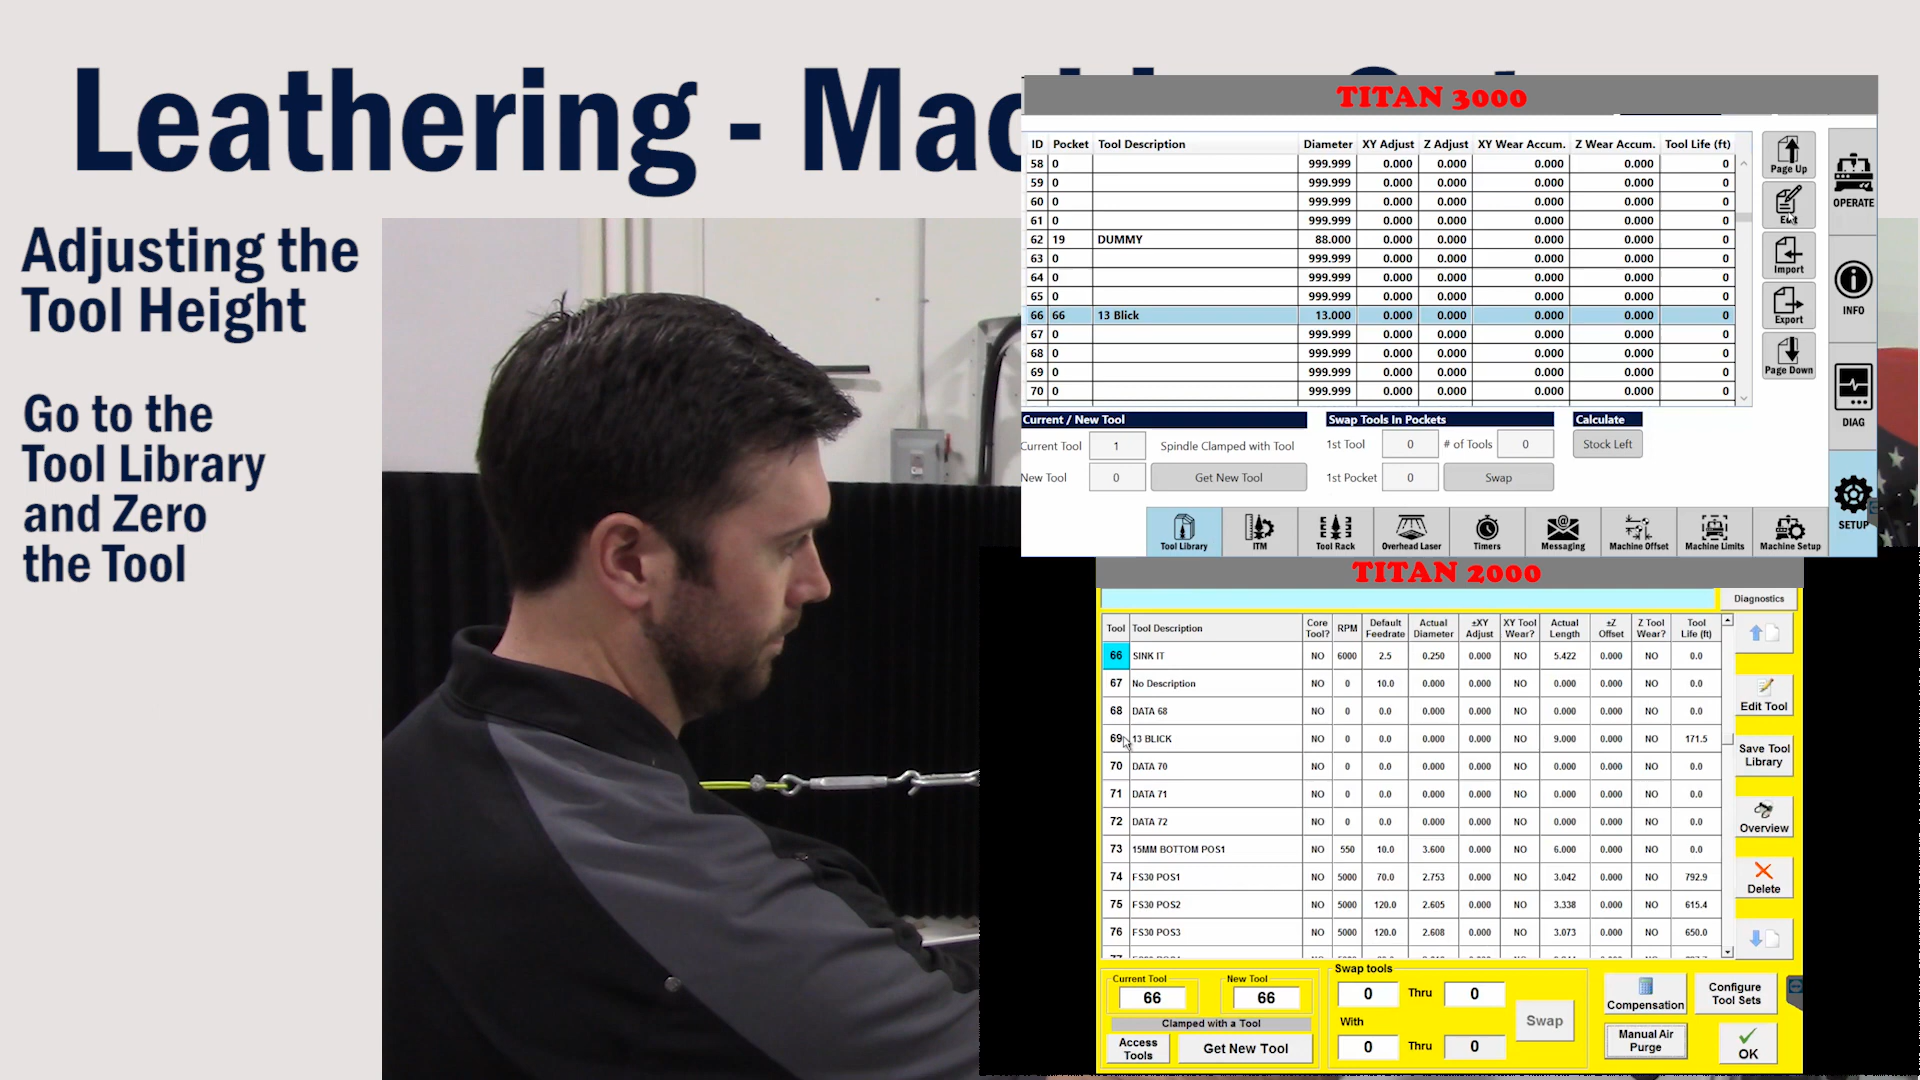 Leathering - Mac
Adjusting the
Tool Height
Go to the
Tool Library
and Zero
the Tool
TITAN 3000
ID Pocket Tool Description Diameter XY Adjust Z Adjust XY Wear Accum. Z Wear Accum. Tool Life (ft)
58 0 999.999 0.000 0.000 0.000 0.000 0
59 0 999.999 0.000 0.000 0.000 0.000 0
60 0 999.999 0.000 0.000 0.000 0.000 0
61 0 999.999 0.000 0.000 0.000 0.000 0
62 19 DUMMY 88.000 0.000 0.000 0.000 0.000 0
63 0 999.999 0.000 0.000 0.000 0.000 0
64 0 999.999 0.000 0.000 0.000 0.000 0
65 0 999.999 0.000 0.000 0.000 0.000 0
66 66 13 Blick 13.000 0.000 0.000 0.000 0.000 0
67 0 999.999 0.000 0.000 0.000 0.000 0
68 0 999.999 0.000 0.000 0.000 0.000 0
69 0 999.999 0.000 0.000 0.000 0.000 0
70 0 999.999 0.000 0.000 0.000 0.000 0
Page Up
Edit
Import
Export
Page Down
OPERATE
INFO
DIAG
SETUP
Current / New Tool Swap Tools In Pockets Calculate
Current Tool 1 Spindle Clamped with Tool 1st Tool 0 # of Tools 0 Stock Left
New Tool 0 Get New Tool 1st Pocket 0 Swap
Tool Library ITM Tool Rack Overhead Laser Timers Messaging Machine Offset Machine Limits Machine Setup
TITAN 2000
Diagnostics
Tool Tool Description Core Tool? RPM Default Feedrate Actual Diameter ±XY Adjust XY Tool Wear? Actual Length ±Z Offset Z Tool Wear? Tool Life (ft)
66 SINK IT NO 6000 2.5 0.250 0.000 NO 5.422 0.000 NO 0.0
67 No Description NO 0 10.0 0.000 0.000 NO 0.000 0.000 NO 0.0
68 DATA 68 NO 0 0.0 0.000 0.000 NO 0.000 0.000 NO 0.0
69 13 BLICK NO 0 0.0 0.000 0.000 NO 9.000 0.000 NO 171.5
70 DATA 70 NO 0 0.0 0.000 0.000 NO 0.000 0.000 NO 0.0
71 DATA 71 NO 0 0.0 0.000 0.000 NO 0.000 0.000 NO 0.0
72 DATA 72 NO 0 0.0 0.000 0.000 NO 0.000 0.000 NO 0.0
73 15MM BOTTOM POS1 NO 550 10.0 3.600 0.000 NO 6.000 0.000 NO 0.0
74 FS30 POS1 NO 5000 70.0 2.753 0.000 NO 3.042 0.000 NO 792.9
75 FS30 POS2 NO 5000 120.0 2.605 0.000 NO 3.338 0.000 NO 615.4
76 FS30 POS3 NO 5000 120.0 2.608 0.000 NO 3.073 0.000 NO 650.0
Edit Tool
Save Tool
Library
Overview
Delete
Current Tool New Tool Swap tools
66 66 0 Thru 0
Clamped with a Tool With
Access
Tools
Get New Tool 0 Thru 0 Swap
Compensation
Configure
Tool Sets
Manual Air
Purge
OK